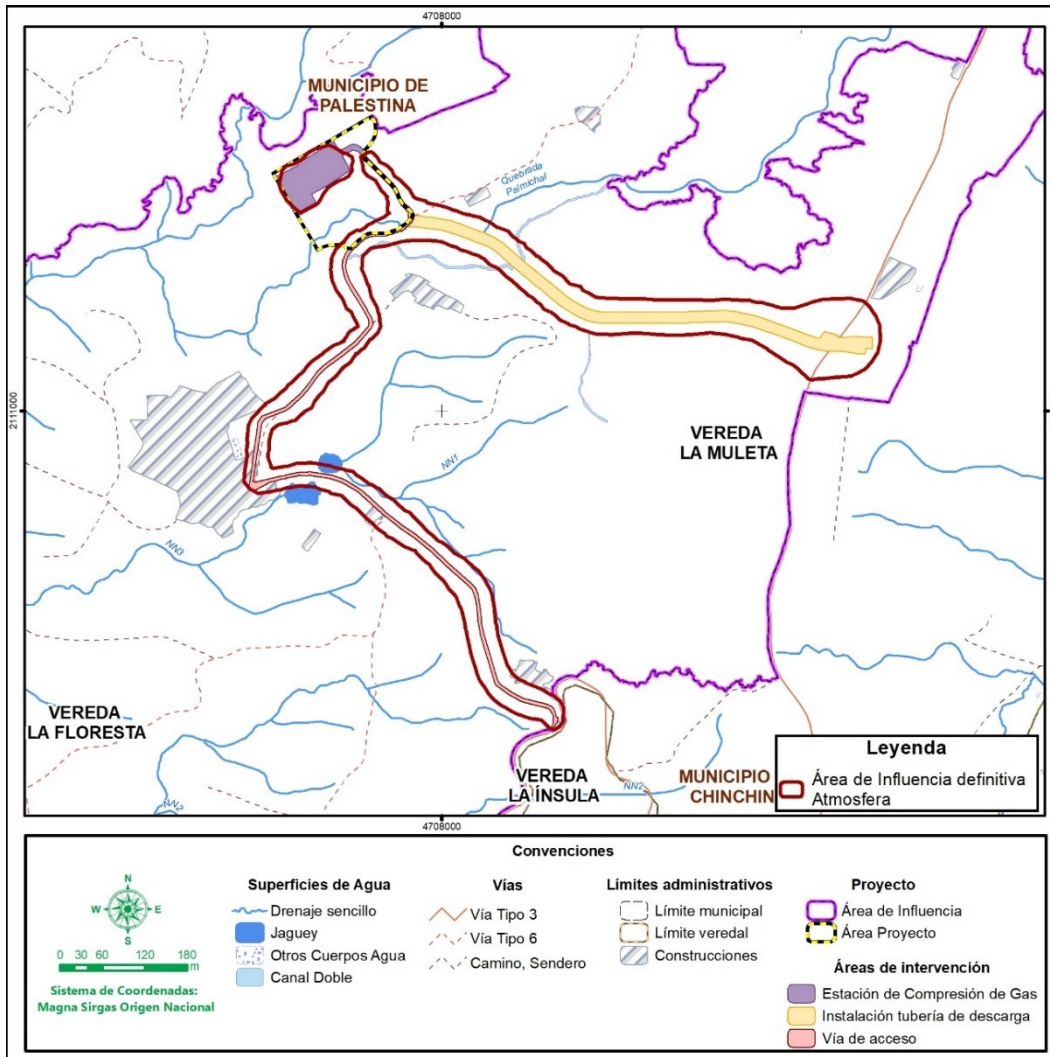 4708000
MUNICIPIO DE
PALESTINA
Quebrada
Palmichal
2111000
NN1
VEREDA
LA MULETA
NN3
VEREDA
LA FLORESTA
VEREDA
LA ÍNSULA
MUNICIPIO
CHINCHIN
NN2
NN2
Leyenda
Área de Influencia definitiva
Atmosfera
4708000
Convenciones
N
W
E
S
0 30 60 120 180
m
Sistema de Coordenadas:
Magna Sirgas Origen Nacional
Superficies de Agua
Drenaje sencillo
Jaguey
Otros Cuerpos Agua
Canal Doble
Vías
Vía Tipo 3
Vía Tipo 6
Camino, Sendero
Límites administrativos
Límite municipal
Límite veredal
Construcciones
Proyecto
Área de Influencia
Área Proyecto
Áreas de intervención
Estación de Compresión de Gas
Instalación tubería de descarga
Vía de acceso